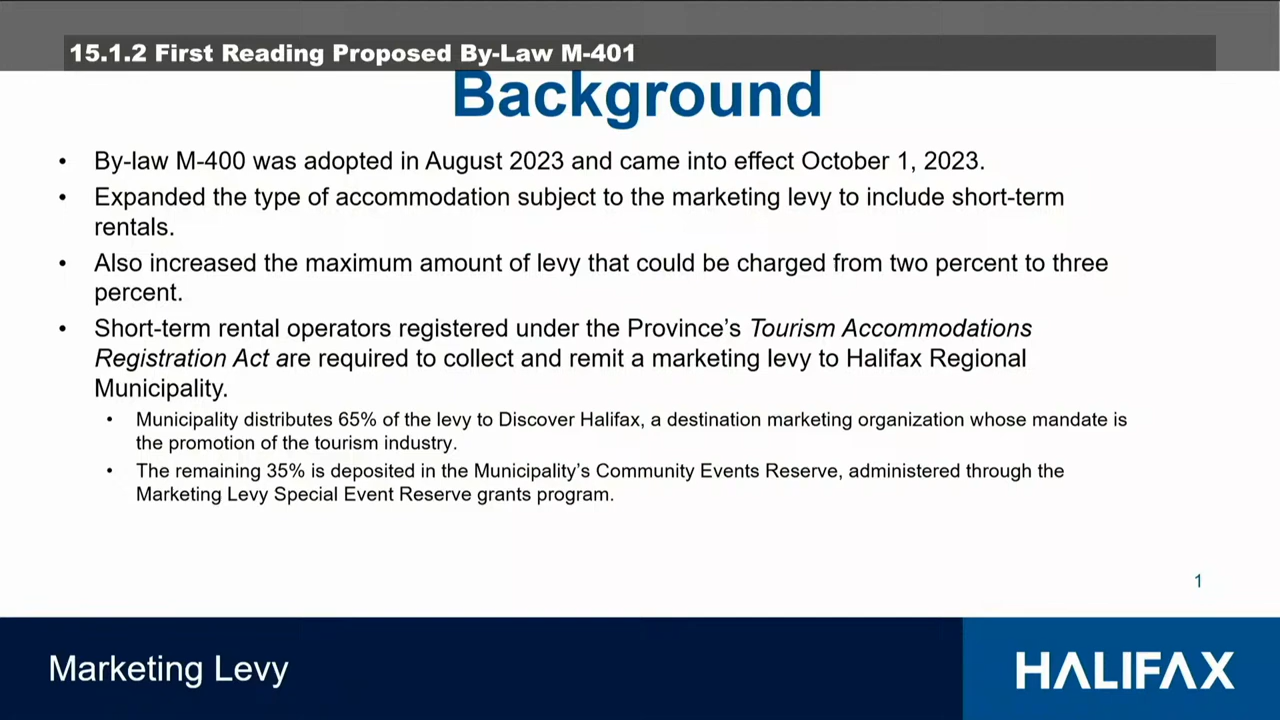 15.1.2 First Reading Proposed By-Law M-401
Background
• By-law M-400 was adopted in August 2023 and came into effect October 1, 2023.
• Expanded the type of accommodation subject to the marketing levy to include short-term
rentals.
• Also increased the maximum amount of levy that could be charged from two percent to three
percent.
• Short-term rental operators registered under the Province’s Tourism Accommodations
Registration Act are required to collect and remit a marketing levy to Halifax Regional
Municipality.
• Municipality distributes 65% of the levy to Discover Halifax, a destination marketing organization whose mandate is
the promotion of the tourism industry.
• The remaining 35% is deposited in the Municipality’s Community Events Reserve, administered through the
Marketing Levy Special Event Reserve grants program.
1
Marketing Levy
HALIFAX